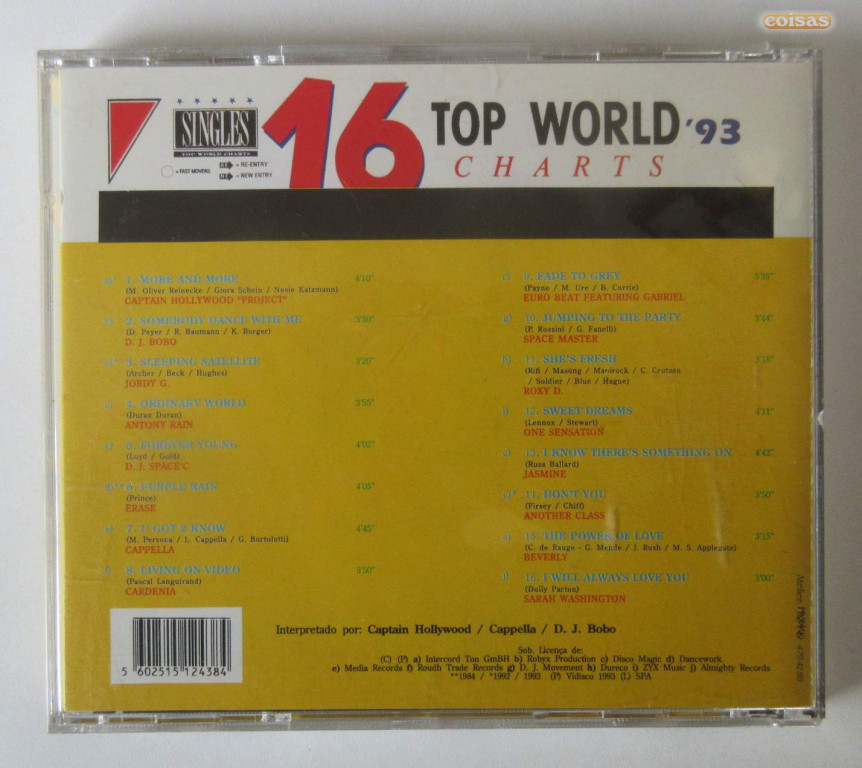 coisas
SINGLES
TOP WORLD CHARTS
= FAST MOVERS
RE = RE-ENTRY
NE = NEW ENTRY
16 TOP WORLD '93
CHARTS
1. MORE AND MORE 4'10"
(M. Oliver Reinecke / Giora Schein / Nosie Katzmann)
CAPTAIN HOLLYWOOD "PROJECT"
2. SOMEBODY DANCE WITH ME 3'30"
(D. Peyer / R. Baumann / K. Burger)
D. J. BOBO
3. SLEEPING SATELLITE 3'20"
(Archer / Beck / Hughes)
JORDY G.
4. ORDINARY WORLD 3'55"
(Duran Duran)
ANTONY RAIN
5. FOREVER YOUNG 4'02"
(Loyd / Gold)
D. J. SPACE'C
6. PURPLE RAIN 4'05"
(Prince)
ERASE
7. U GOT 2 KNOW 4'45"
(M. Persona / L. Cappella / G. Bortolotti)
CAPPELLA
8. LIVING ON VIDEO 3'50"
(Pascal Languirand)
CARDENIA
9. FADE TO GREY 5'35"
(Payne / M. Ure / B. Currie)
EURO BEAT FEATURING GABRIEL
10. JUMPING TO THE PARTY 3'44"
(P. Rossini / G. Fanelli)
SPACE MASTER
11. SHE'S FRESH 3'18"
(Rifi / Masong / Manirock / C. Crutzen
/ Soldier / Blue / Hague)
ROXY D.
12. SWEET DREAMS 4'11"
(Lennox / Stewart)
ONE SENSATION
13. I KNOW THERE'S SOMETHING ON 4'42"
(Russ Ballard)
JASMINE
14. DON'T YOU 3'50"
(Firsey / Chiff)
ANOTHER CLASS
15. THE POWER OF LOVE 3'15"
(C. de Rauge - G. Mende / J. Rush / M. S. Applegate)
BEVERLY
16. I WILL ALWAYS LOVE YOU 3'00"
(Dolly Parton)
SARAH WASHINGTON
Interpretado por: Captain Hollywood / Cappella / D. J. Bobo
Sob. Licença de:
(C) (P) a) Intercord Ton GmBH b) Robyx Production c) Disco Magic d) Dancework
e) Media Records f) Roudh Trade Records g) D. J. Movement h) Dureco i) ZYX Music j) Almighty Records
**1984 / *1992 / 1993 (P) Vidisco 1993 (L) SPA
5 602515 124384